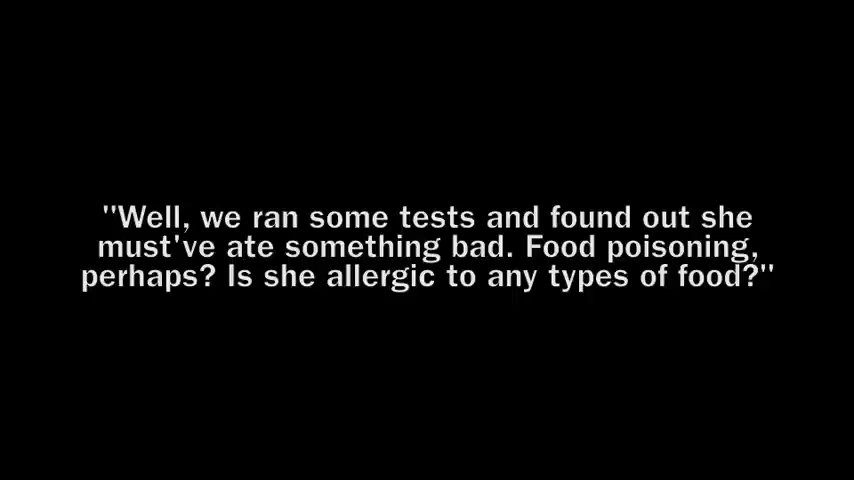 "Well, we ran some tests and found out she
must've ate something bad. Food poisoning,
perhaps? Is she allergic to any types of food?"